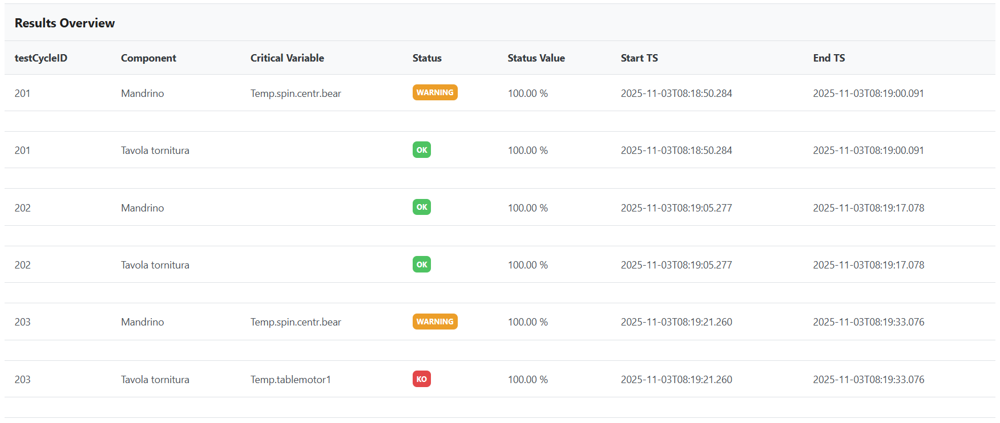 Results Overview
testCycleID Component Critical Variable Status Status Value Start TS End TS
201 Mandrino Temp.spin.centr.bear WARNING 100.00 % 2025-11-03T08:18:50.284 2025-11-03T08:19:00.091
201 Tavola tornitura OK 100.00 % 2025-11-03T08:18:50.284 2025-11-03T08:19:00.091
202 Mandrino OK 100.00 % 2025-11-03T08:19:05.277 2025-11-03T08:19:17.078
202 Tavola tornitura OK 100.00 % 2025-11-03T08:19:05.277 2025-11-03T08:19:17.078
203 Mandrino Temp.spin.centr.bear WARNING 100.00 % 2025-11-03T08:19:21.260 2025-11-03T08:19:33.076
203 Tavola tornitura Temp.tablemotor1 KO 100.00 % 2025-11-03T08:19:21.260 2025-11-03T08:19:33.076